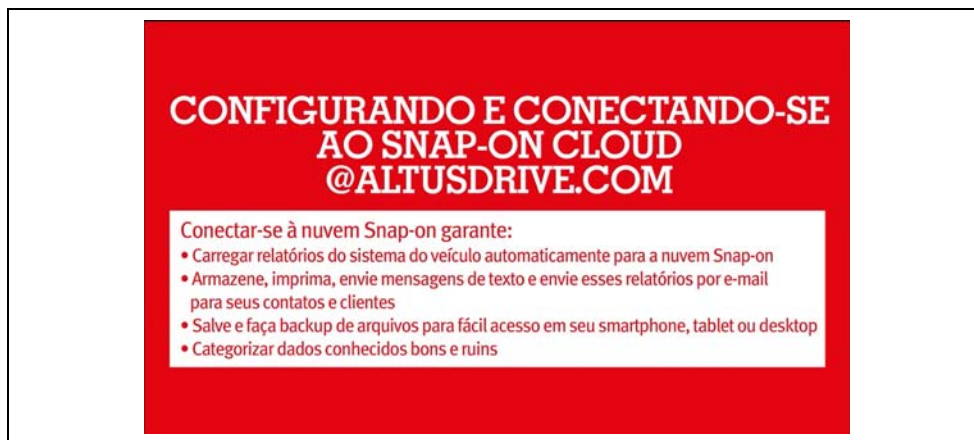 CONFIGURANDO E CONECTANDO-SE
AO SNAP-ON CLOUD
@ALTUSDRIVE.COM
Conectar-se à nuvem Snap-on garante:
• Carregar relatórios do sistema do veículo automaticamente para a nuvem Snap-on
• Armazene, imprima, envie mensagens de texto e envie esses relatórios por e-mail
para seus contatos e clientes
• Salve e faça backup de arquivos para fácil acesso em seu smartphone, tablet ou desktop
• Categorizar dados conhecidos bons e ruins